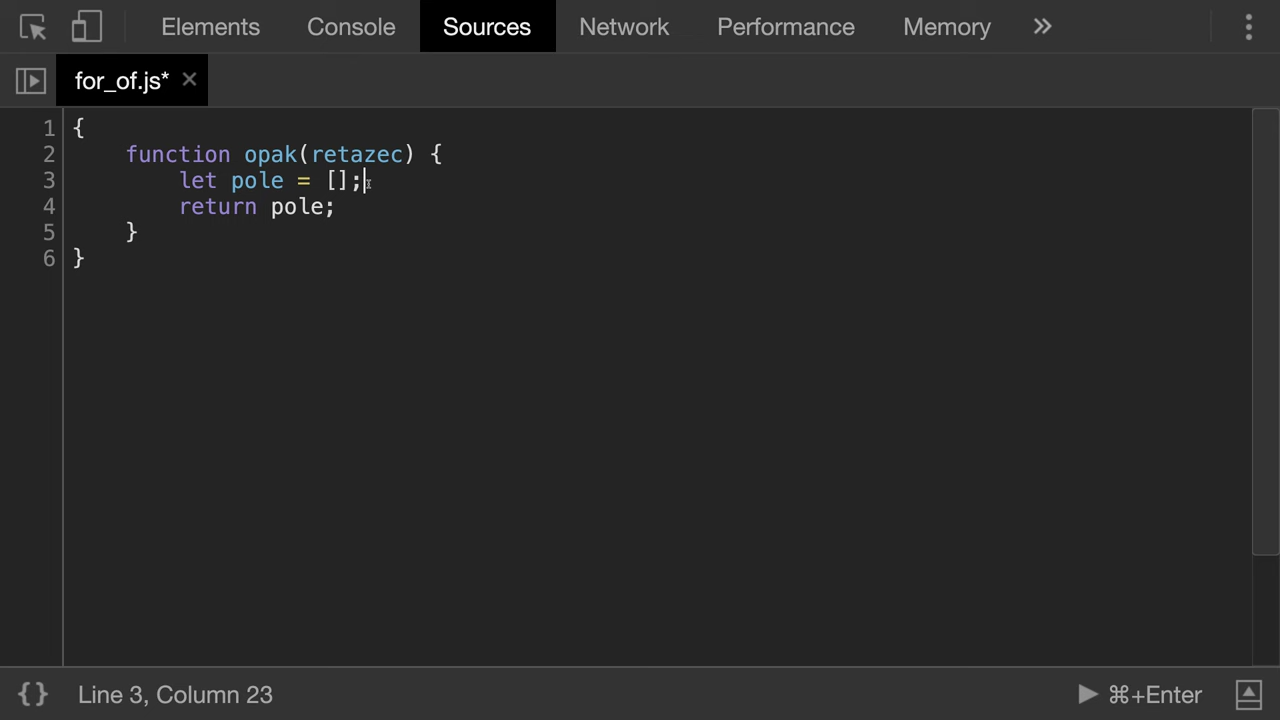 Elements Console Sources Network Performance Memory »
for_of.js* ×
1 {
2 function opak(retazec) {
3 let pole = [];
4 return pole;
5 }
6 }
{} Line 3, Column 23 ⌘+Enter